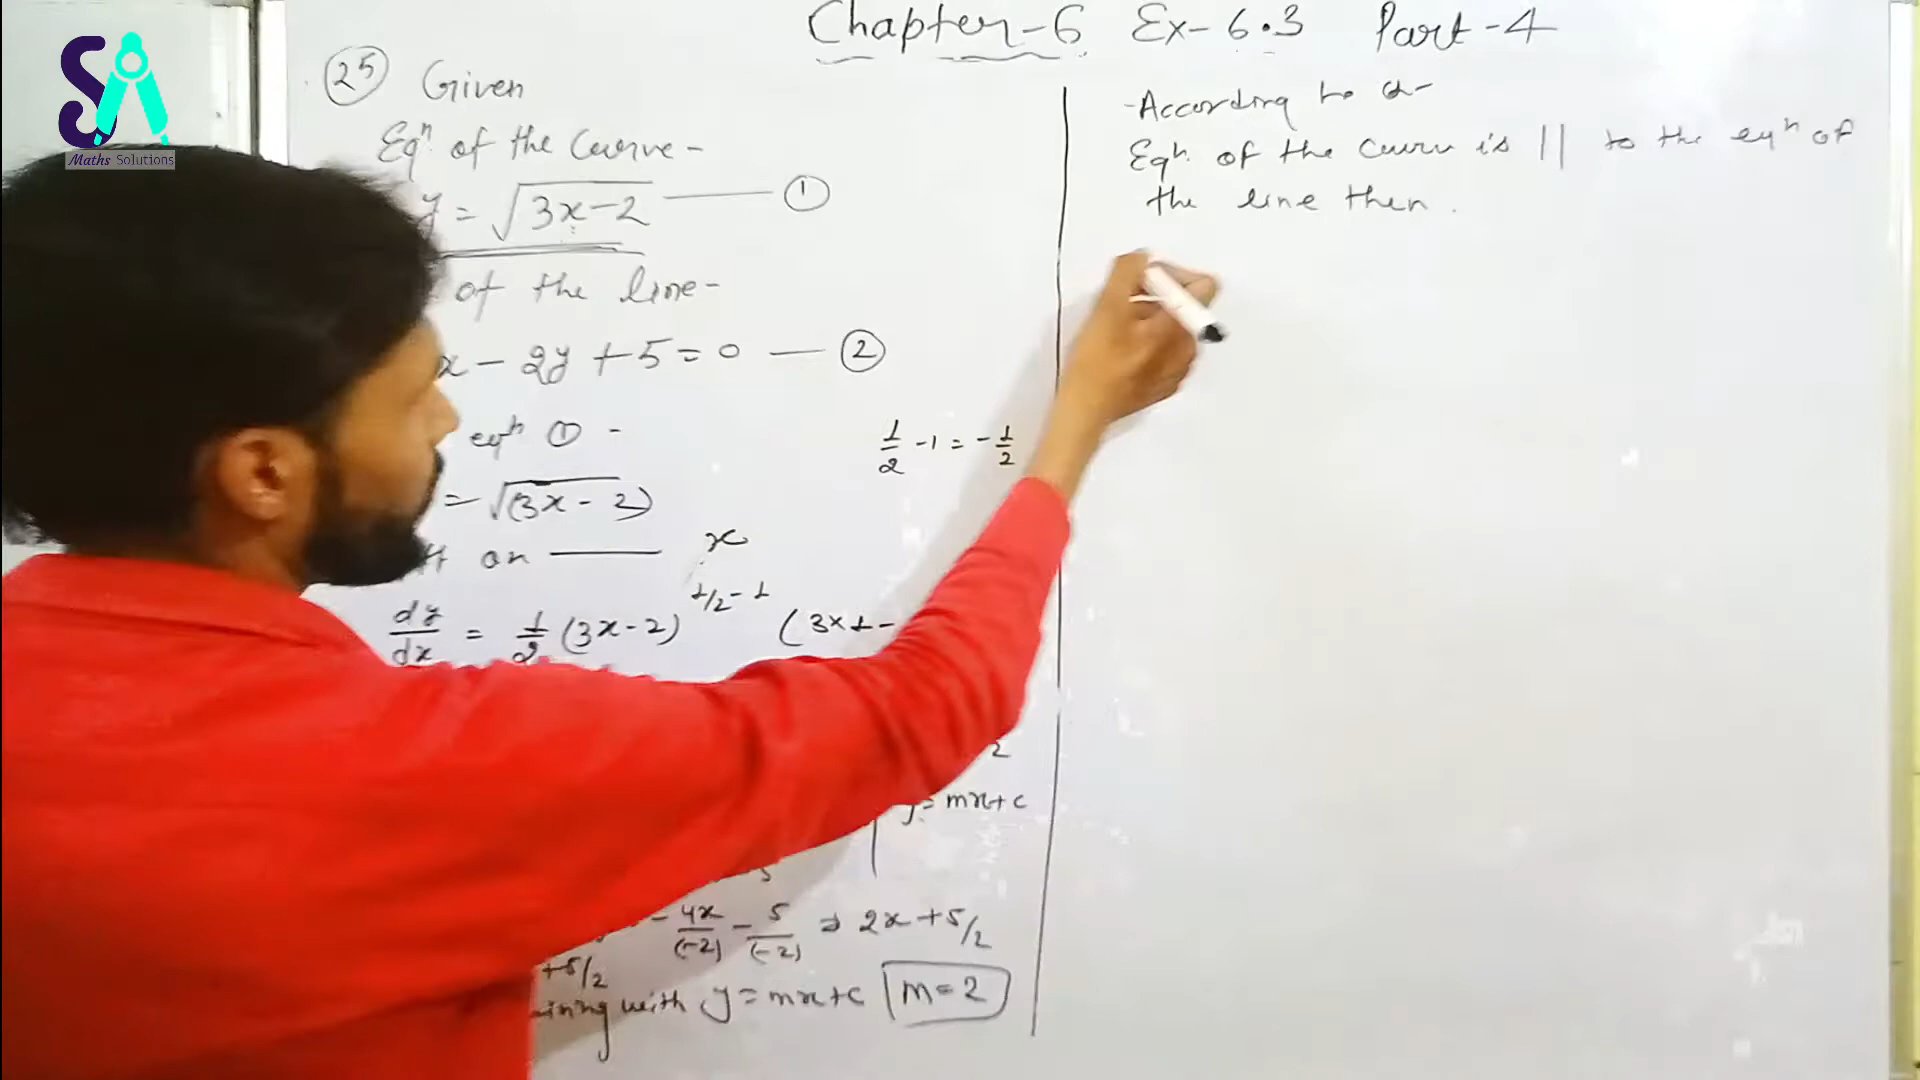 Chapter-6 Ex-6.3 Part-4
SA
Maths Solutions
25 Given
Eqⁿ of the Curve-
y = √3x-2 —— ①
of the line-
x - 2y + 5 = 0 — ②
eqⁿ ① -
= √(3x-2)
1/2 -1 = -1/2
on —— x
dy/dx = 1/2 (3x-2)^1/2-1 (3x1-
2
y = mx+c
4x/(-2) - 5/(-2) ⇒ 2x+5/2
+5/2
with y = mx+c m=2
According to Q-
Eqⁿ of the curve is || to the eqⁿ of
the line then.